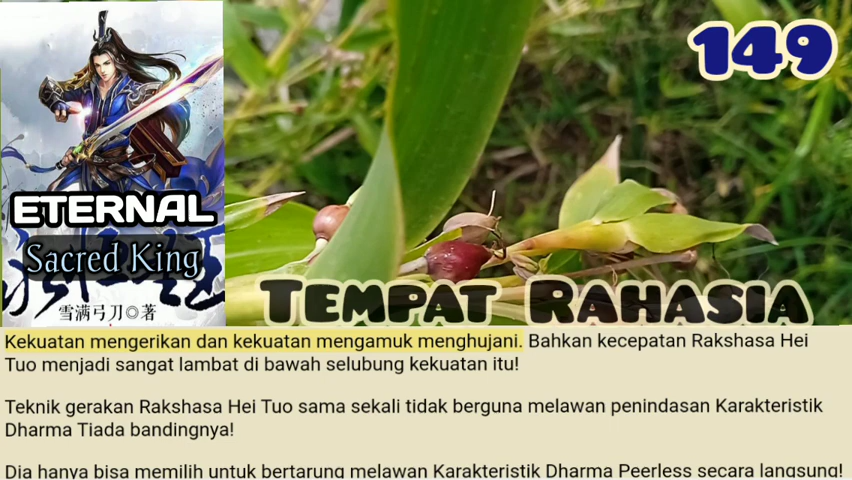 149
ETERNAL
Sacred King
雪满弓刀◎著
TEMPAT RAHASIA
Kekuatan mengerikan dan kekuatan mengamuk menghujani. Bahkan kecepatan Rakshasa Hei
Tuo menjadi sangat lambat di bawah selubung kekuatan itu!
Teknik gerakan Rakshasa Hei Tuo sama sekali tidak berguna melawan penindasan Karakteristik
Dharma Tiada bandingnya!
Dia hanya bisa memilih untuk bertarung melawan Karakteristik Dharma Peerless secara langsung!